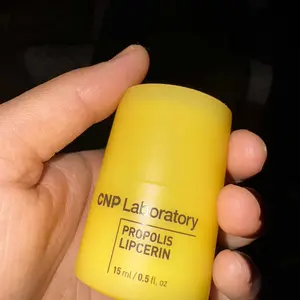 CNP Laboratory
PROPOLIS
LIPCERIN
15 ml / 0.5 fl. oz